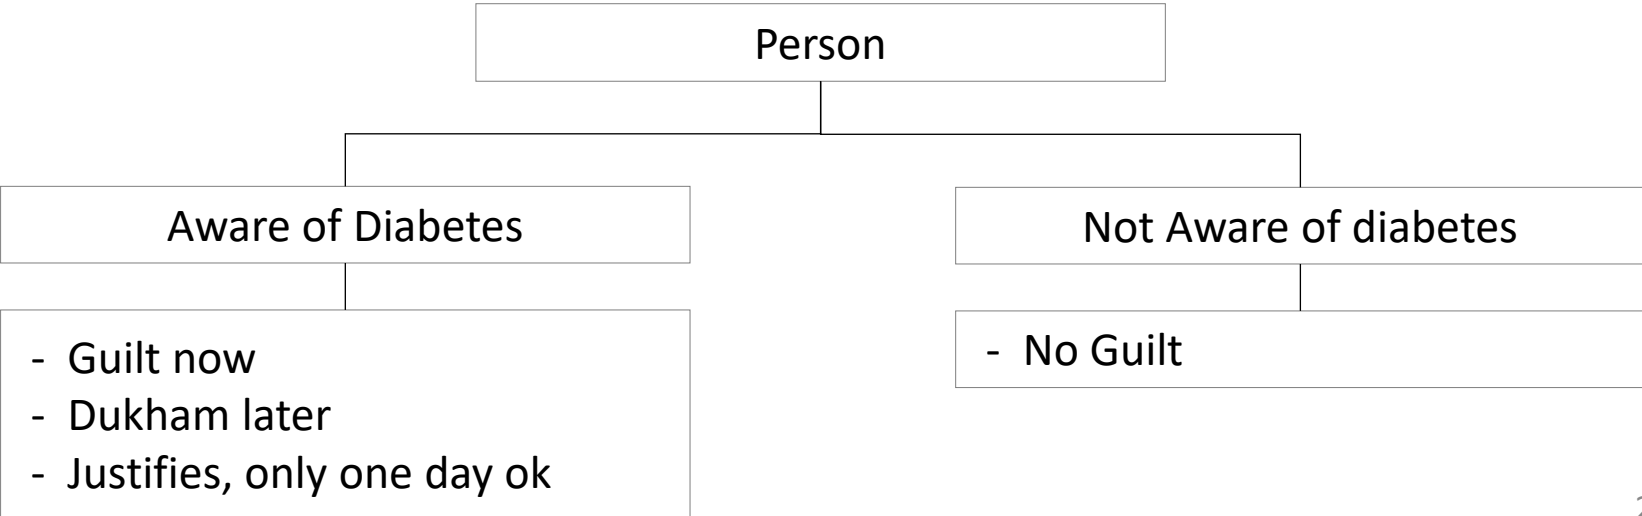 Person
Aware of Diabetes
Not Aware of diabetes
- Guilt now
- Dukham later
- Justifies, only one day ok
- No Guilt